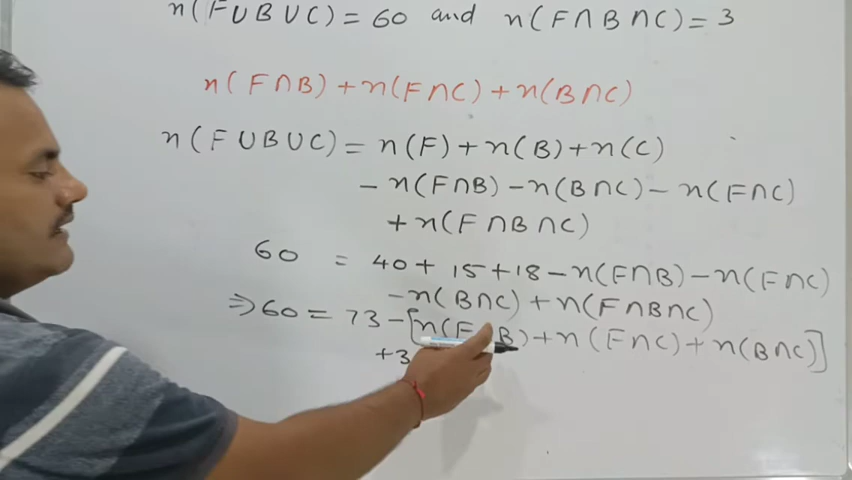 n(F∪B∪C)=60 and n(F∩B∩C)=3
n(F∩B)+n(F∩C)+n(B∩C)
n(F∪B∪C)=n(F)+n(B)+n(C)
-n(F∩B)-n(B∩C)-n(F∩C)
+n(F∩B∩C)
60 = 40+15+18-n(F∩B)-n(F∩C)
-n(B∩C)+n(F∩B∩C)
⇒60=73-[n(F B)+n(F∩C)+n(B∩C)]
+3